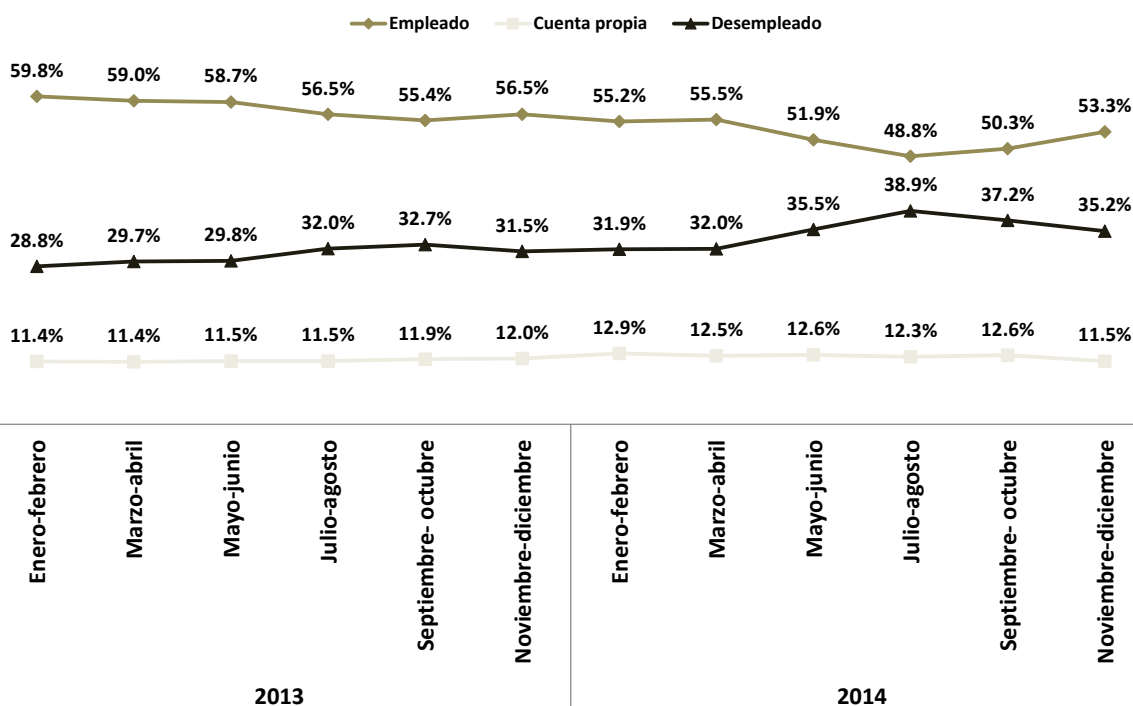 Empleado Cuenta propia Desempleado
59.8% 59.0% 58.7% 56.5% 55.4% 56.5% 55.2% 55.5% 51.9% 48.8% 50.3% 53.3%
28.8% 29.7% 29.8% 32.0% 32.7% 31.5% 31.9% 32.0% 35.5% 38.9% 37.2% 35.2%
11.4% 11.4% 11.5% 11.5% 11.9% 12.0% 12.9% 12.5% 12.6% 12.3% 12.6% 11.5%
Enero-febrero
Marzo-abril
Mayo-junio
Julio-agosto
Septiembre- octubre
Noviembre-diciembre
Enero-febrero
Marzo-abril
Mayo-junio
Julio-agosto
Septiembre- octubre
Noviembre-diciembre
2013 2014